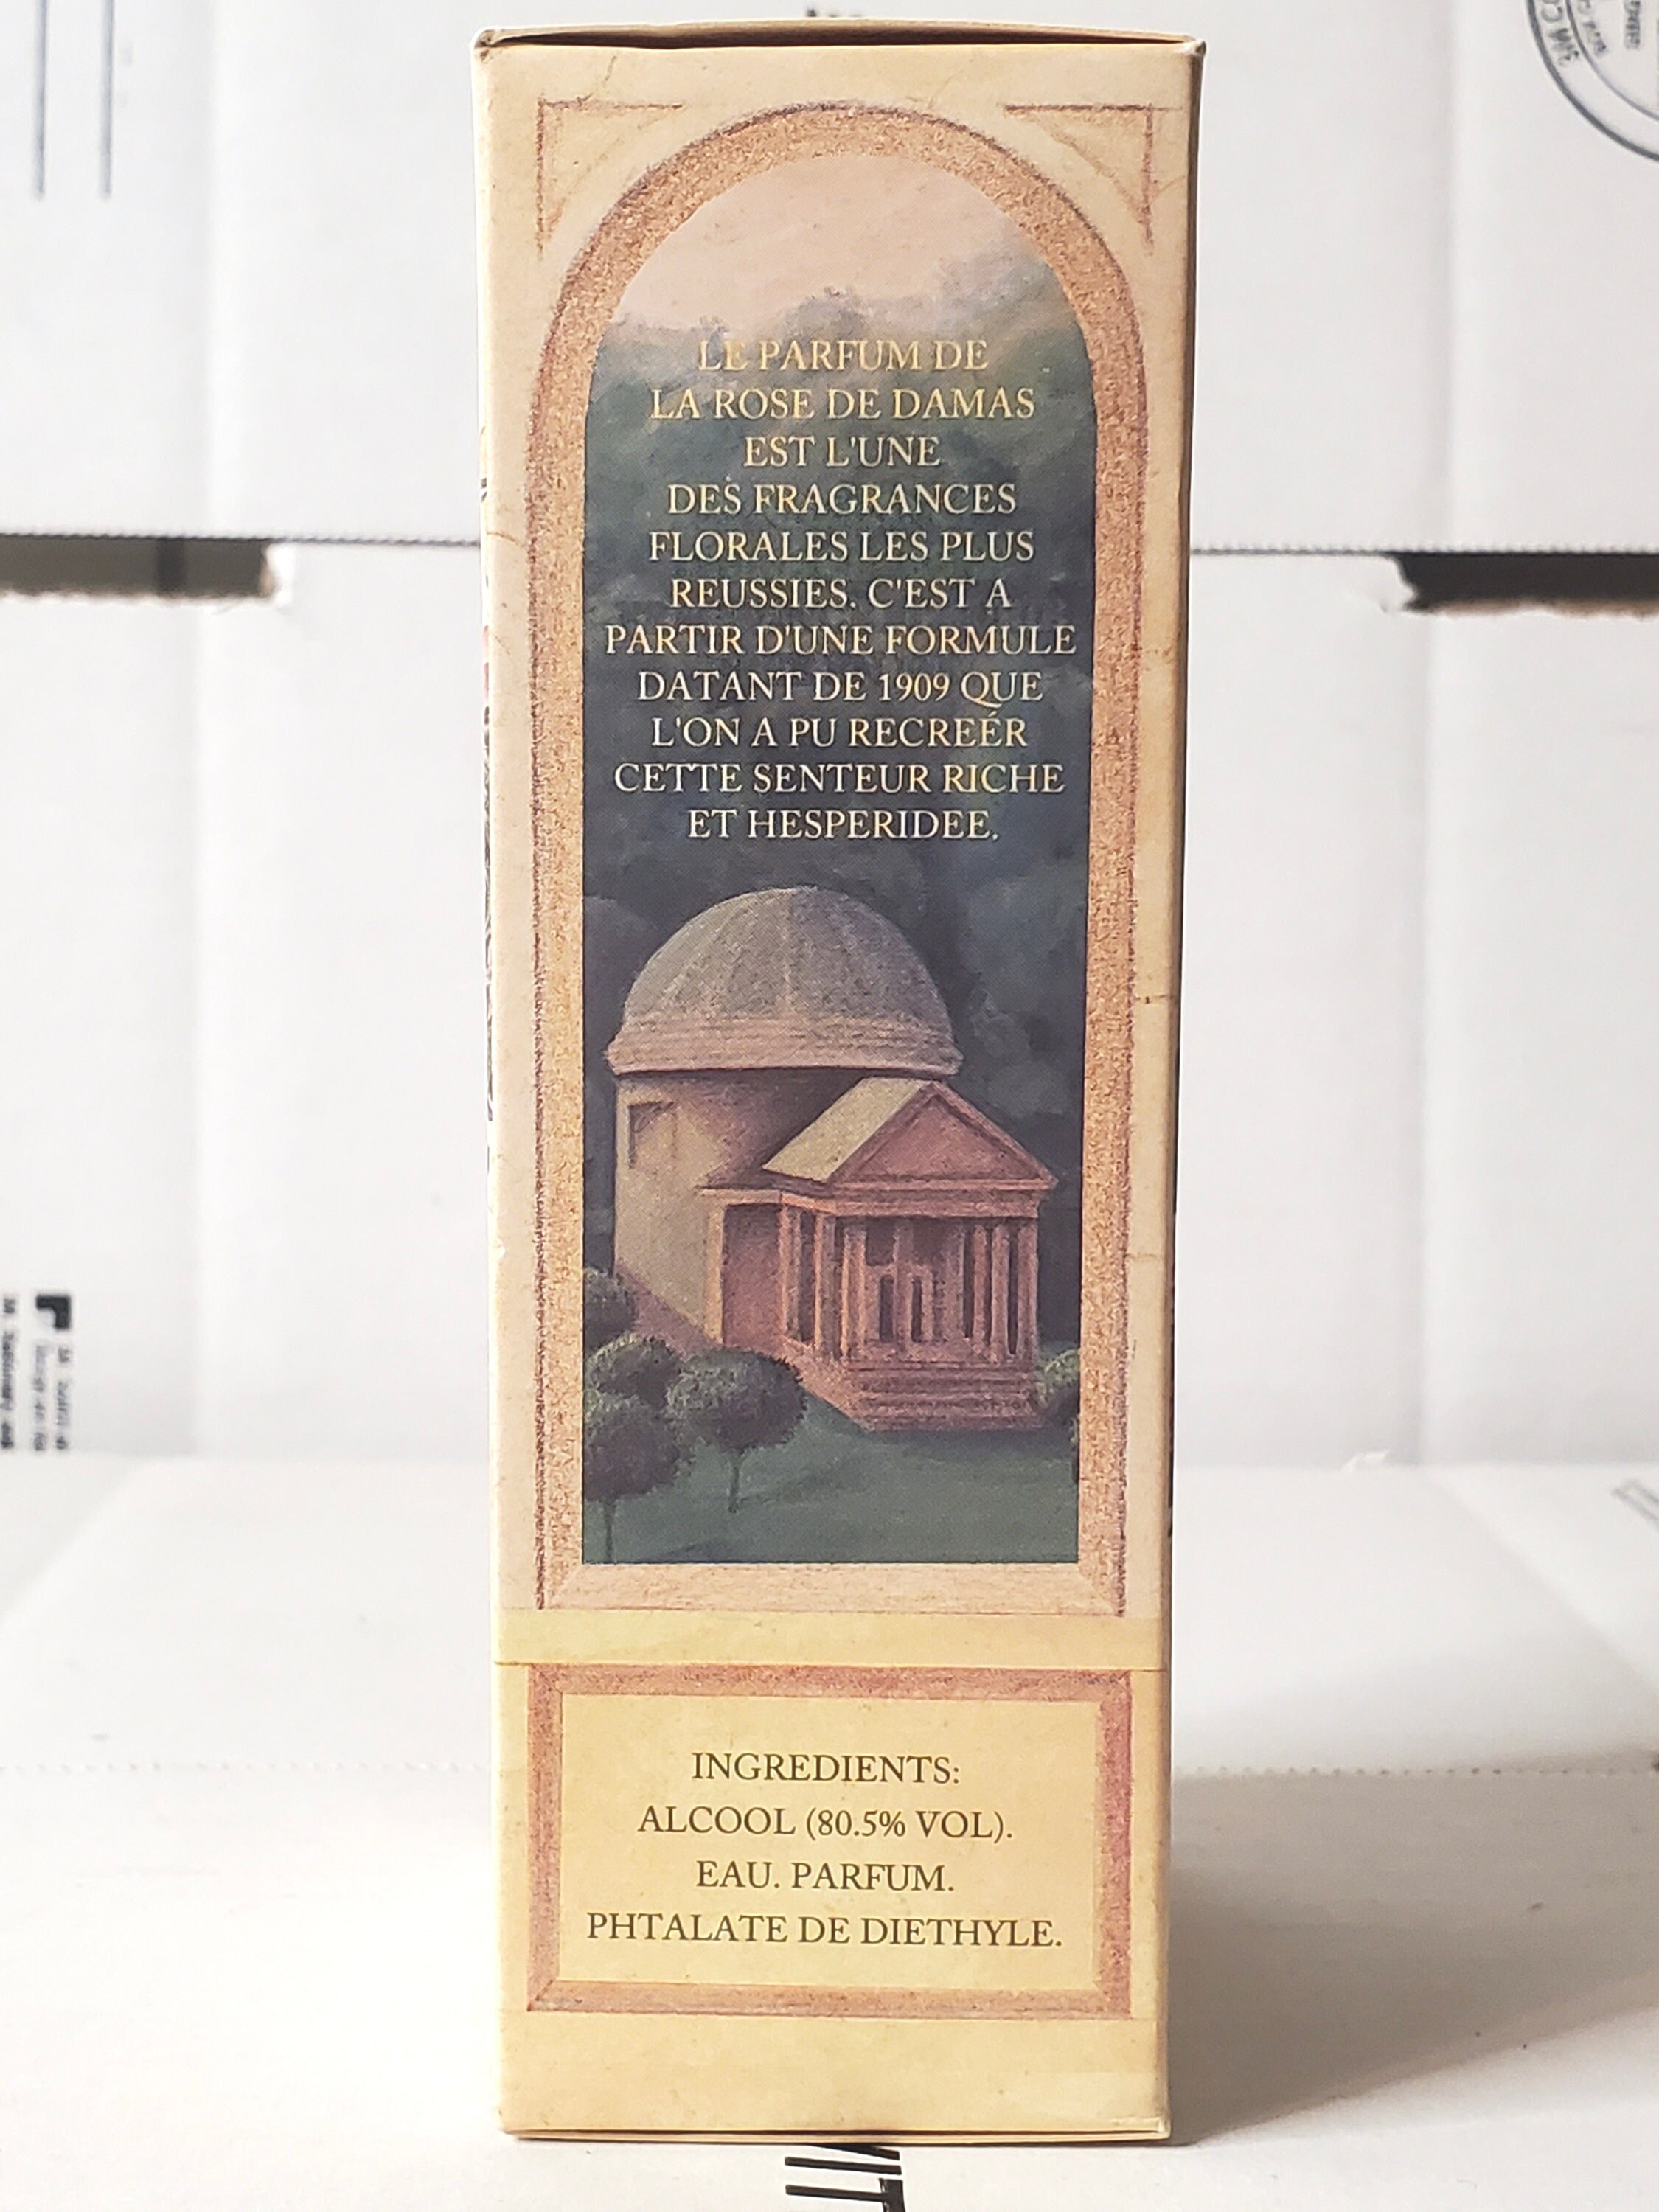 LE PARFUM DE
LA ROSE DE DAMAS
EST L'UNE
DES FRAGRANCES
FLORALES LES PLUS
REUSSIES. C'EST A
PARTIR D'UNE FORMULE
DATANT DE 1909 QUE
L'ON A PU RECREÉR
CETTE SENTEUR RICHE
ET HESPERIDEE.
INGREDIENTS:
ALCOOL (80.5% VOL).
EAU. PARFUM.
PHTALATE DE DIETHYLE.